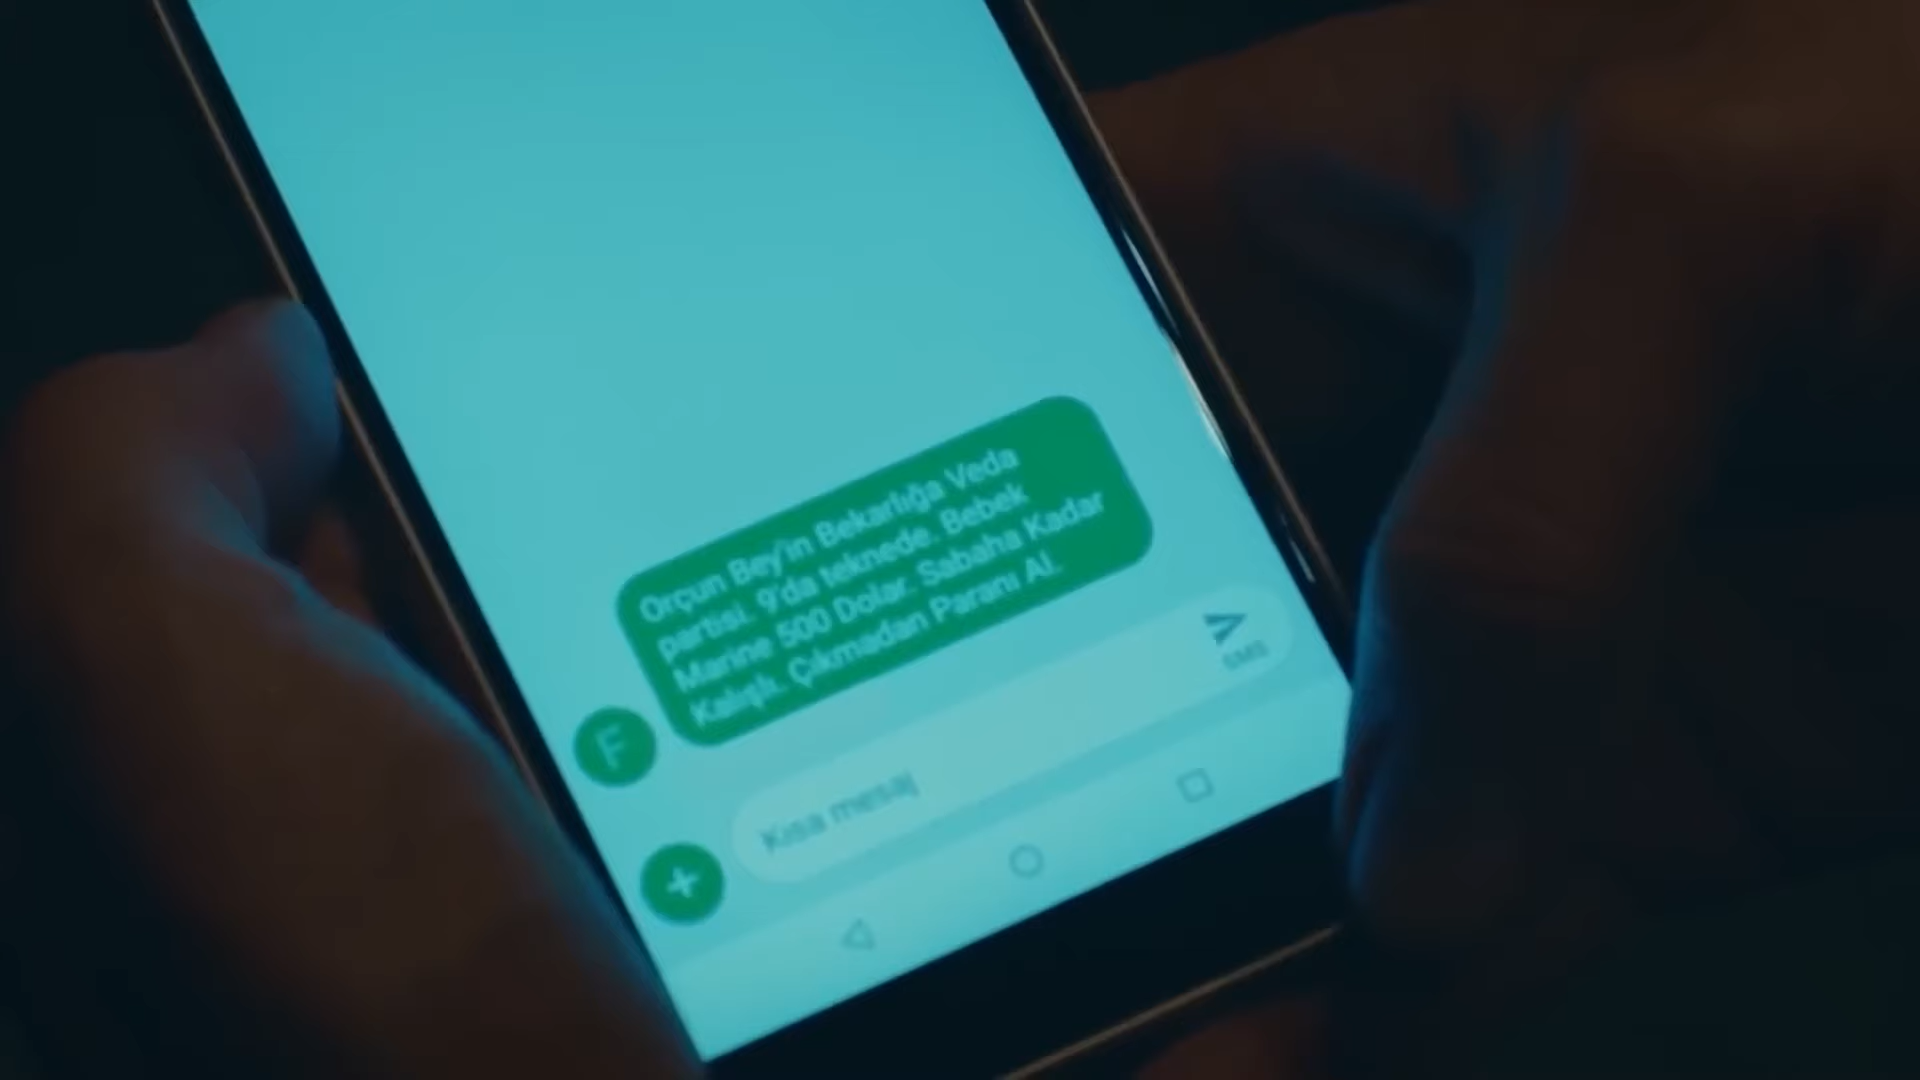 Orçun Bey'in Bekarlığa Veda
partisi. 9'da teknede. Bebek
Marine 500 Dolar. Sabaha Kadar
Kalışlı. Çıkmadan Paranı Al.
F
SMS
Kısa mesaj
+